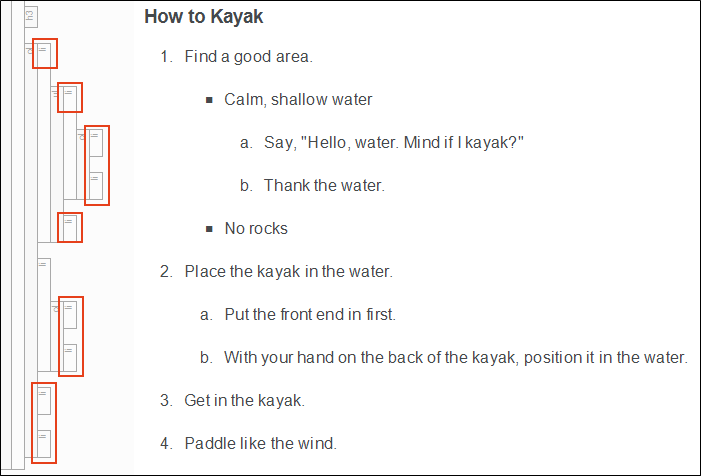 How to Kayak
1. Find a good area.
▪ Calm, shallow water
a. Say, "Hello, water. Mind if I kayak?"
b. Thank the water.
▪ No rocks
2. Place the kayak in the water.
a. Put the front end in first.
b. With your hand on the back of the kayak, position it in the water.
3. Get in the kayak.
4. Paddle like the wind.